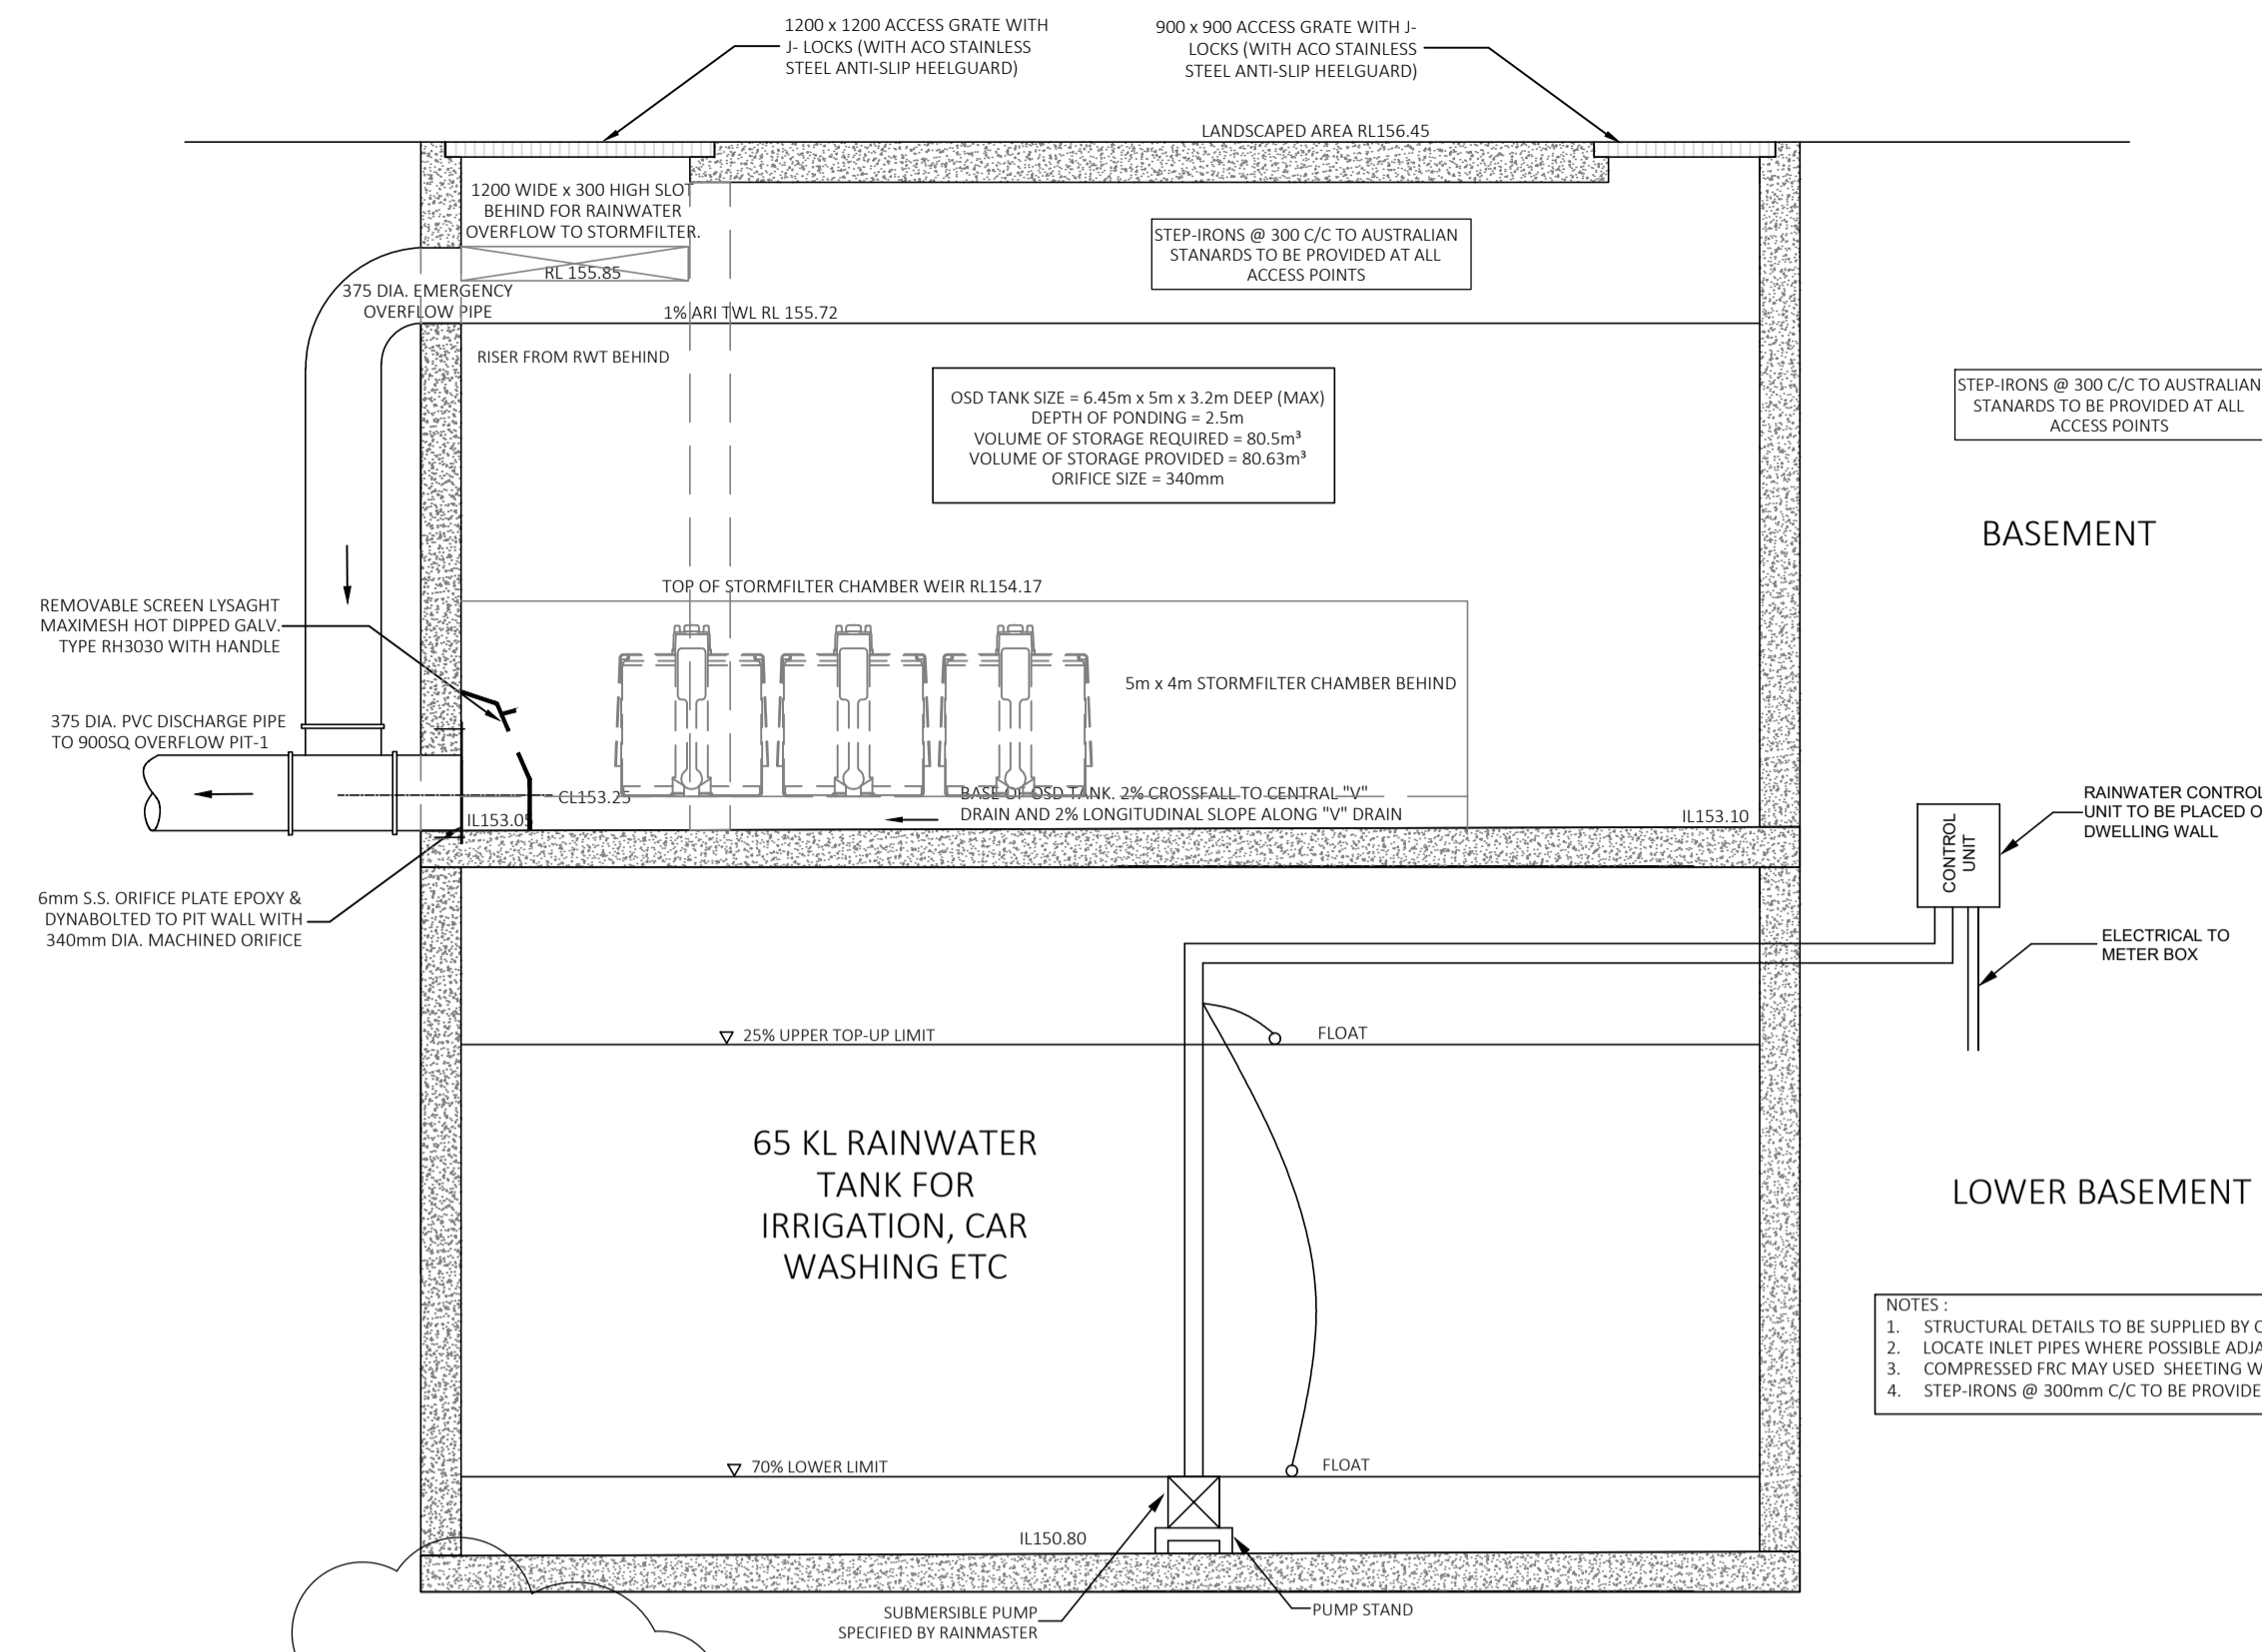 1200 x 1200 ACCESS GRATE WITH
J- LOCKS (WITH ACO STAINLESS
STEEL ANTI-SLIP HEELGUARD)
900 x 900 ACCESS GRATE WITH J-
LOCKS (WITH ACO STAINLESS
STEEL ANTI-SLIP HEELGUARD)
LANDSCAPED AREA RL156.45
1200 WIDE x 300 HIGH SLOT
BEHIND FOR RAINWATER
OVERFLOW TO STORMFILTER.
RL 155.85
STEP-IRONS @ 300 C/C TO AUSTRALIAN
STANARDS TO BE PROVIDED AT ALL
ACCESS POINTS
375 DIA. EMERGENCY
OVERFLOW PIPE
1% ARI TWL RL 155.72
RISER FROM RWT BEHIND
OSD TANK SIZE = 6.45m x 5m x 3.2m DEEP (MAX)
DEPTH OF PONDING = 2.5m
VOLUME OF STORAGE REQUIRED = 80.5m³
VOLUME OF STORAGE PROVIDED = 80.63m³
ORIFICE SIZE = 340mm
STEP-IRONS @ 300 C/C TO AUSTRALIAN
STANARDS TO BE PROVIDED AT ALL
ACCESS POINTS
BASEMENT
TOP OF STORMFILTER CHAMBER WEIR RL154.17
REMOVABLE SCREEN LYSAGHT
MAXIMESH HOT DIPPED GALV.
TYPE RH3030 WITH HANDLE
5m x 4m STORMFILTER CHAMBER BEHIND
375 DIA. PVC DISCHARGE PIPE
TO 900SQ OVERFLOW PIT-1
CL153.25
BASE OF OSD TANK. 2% CROSSFALL TO CENTRAL "V"
DRAIN AND 2% LONGITUDINAL SLOPE ALONG "V" DRAIN
IL153.05
IL153.10
RAINWATER CONTROL
UNIT TO BE PLACED O
DWELLING WALL
CONTROL
UNIT
6mm S.S. ORIFICE PLATE EPOXY &
DYNABOLTED TO PIT WALL WITH
340mm DIA. MACHINED ORIFICE
ELECTRICAL TO
METER BOX
25% UPPER TOP-UP LIMIT
FLOAT
65 KL RAINWATER
TANK FOR
IRRIGATION, CAR
WASHING ETC
LOWER BASEMENT
NOTES :
1. STRUCTURAL DETAILS TO BE SUPPLIED BY
2. LOCATE INLET PIPES WHERE POSSIBLE ADJA
3. COMPRESSED FRC MAY USED SHEETING W
4. STEP-IRONS @ 300mm C/C TO BE PROVIDE
70% LOWER LIMIT
FLOAT
IL150.80
SUBMERSIBLE PUMP
SPECIFIED BY RAINMASTER
PUMP STAND